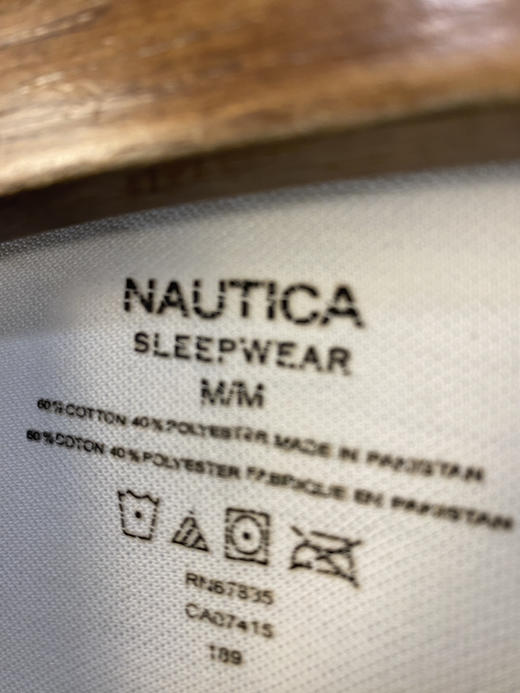 NAUTICA
SLEEPWEAR
M/M
60% COTTON 40% POLYESTER MADE IN PAKISTAN
60% COTON 40% POLYESTER FABRIQUE EN PAKISTAN
RN67835
CA07415
189